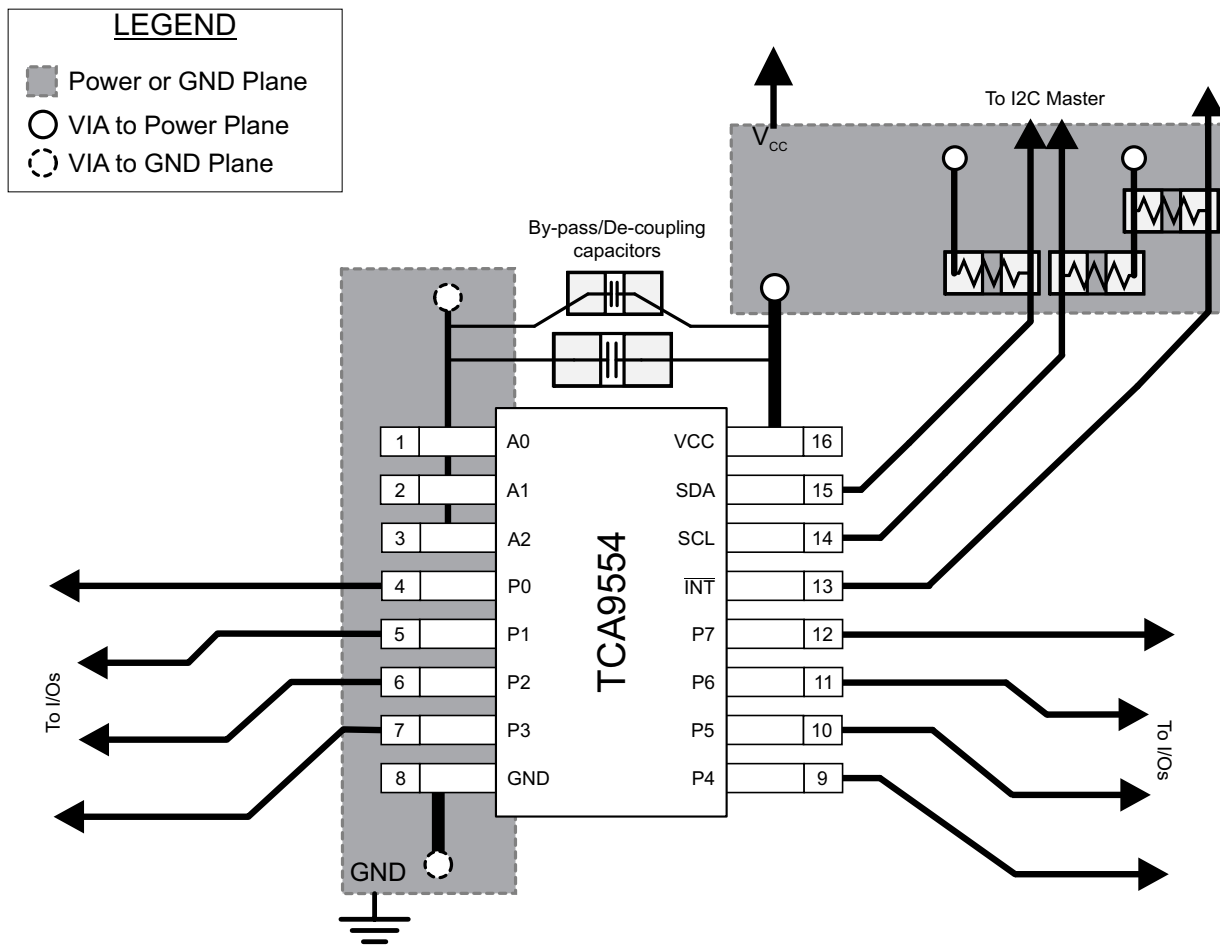 LEGEND
Power or GND Plane
VIA to Power Plane
VIA to GND Plane
To I2C Master
VCC
By-pass/De-coupling
capacitors
1 A0 VCC 16
2 A1 SDA 15
3 A2 SCL 14
4 P0 INT 13
5 P1 P7 12
6 P2 P6 11
7 P3 P5 10
8 GND P4 9
TCA9554
To I/Os
To I/Os
GND